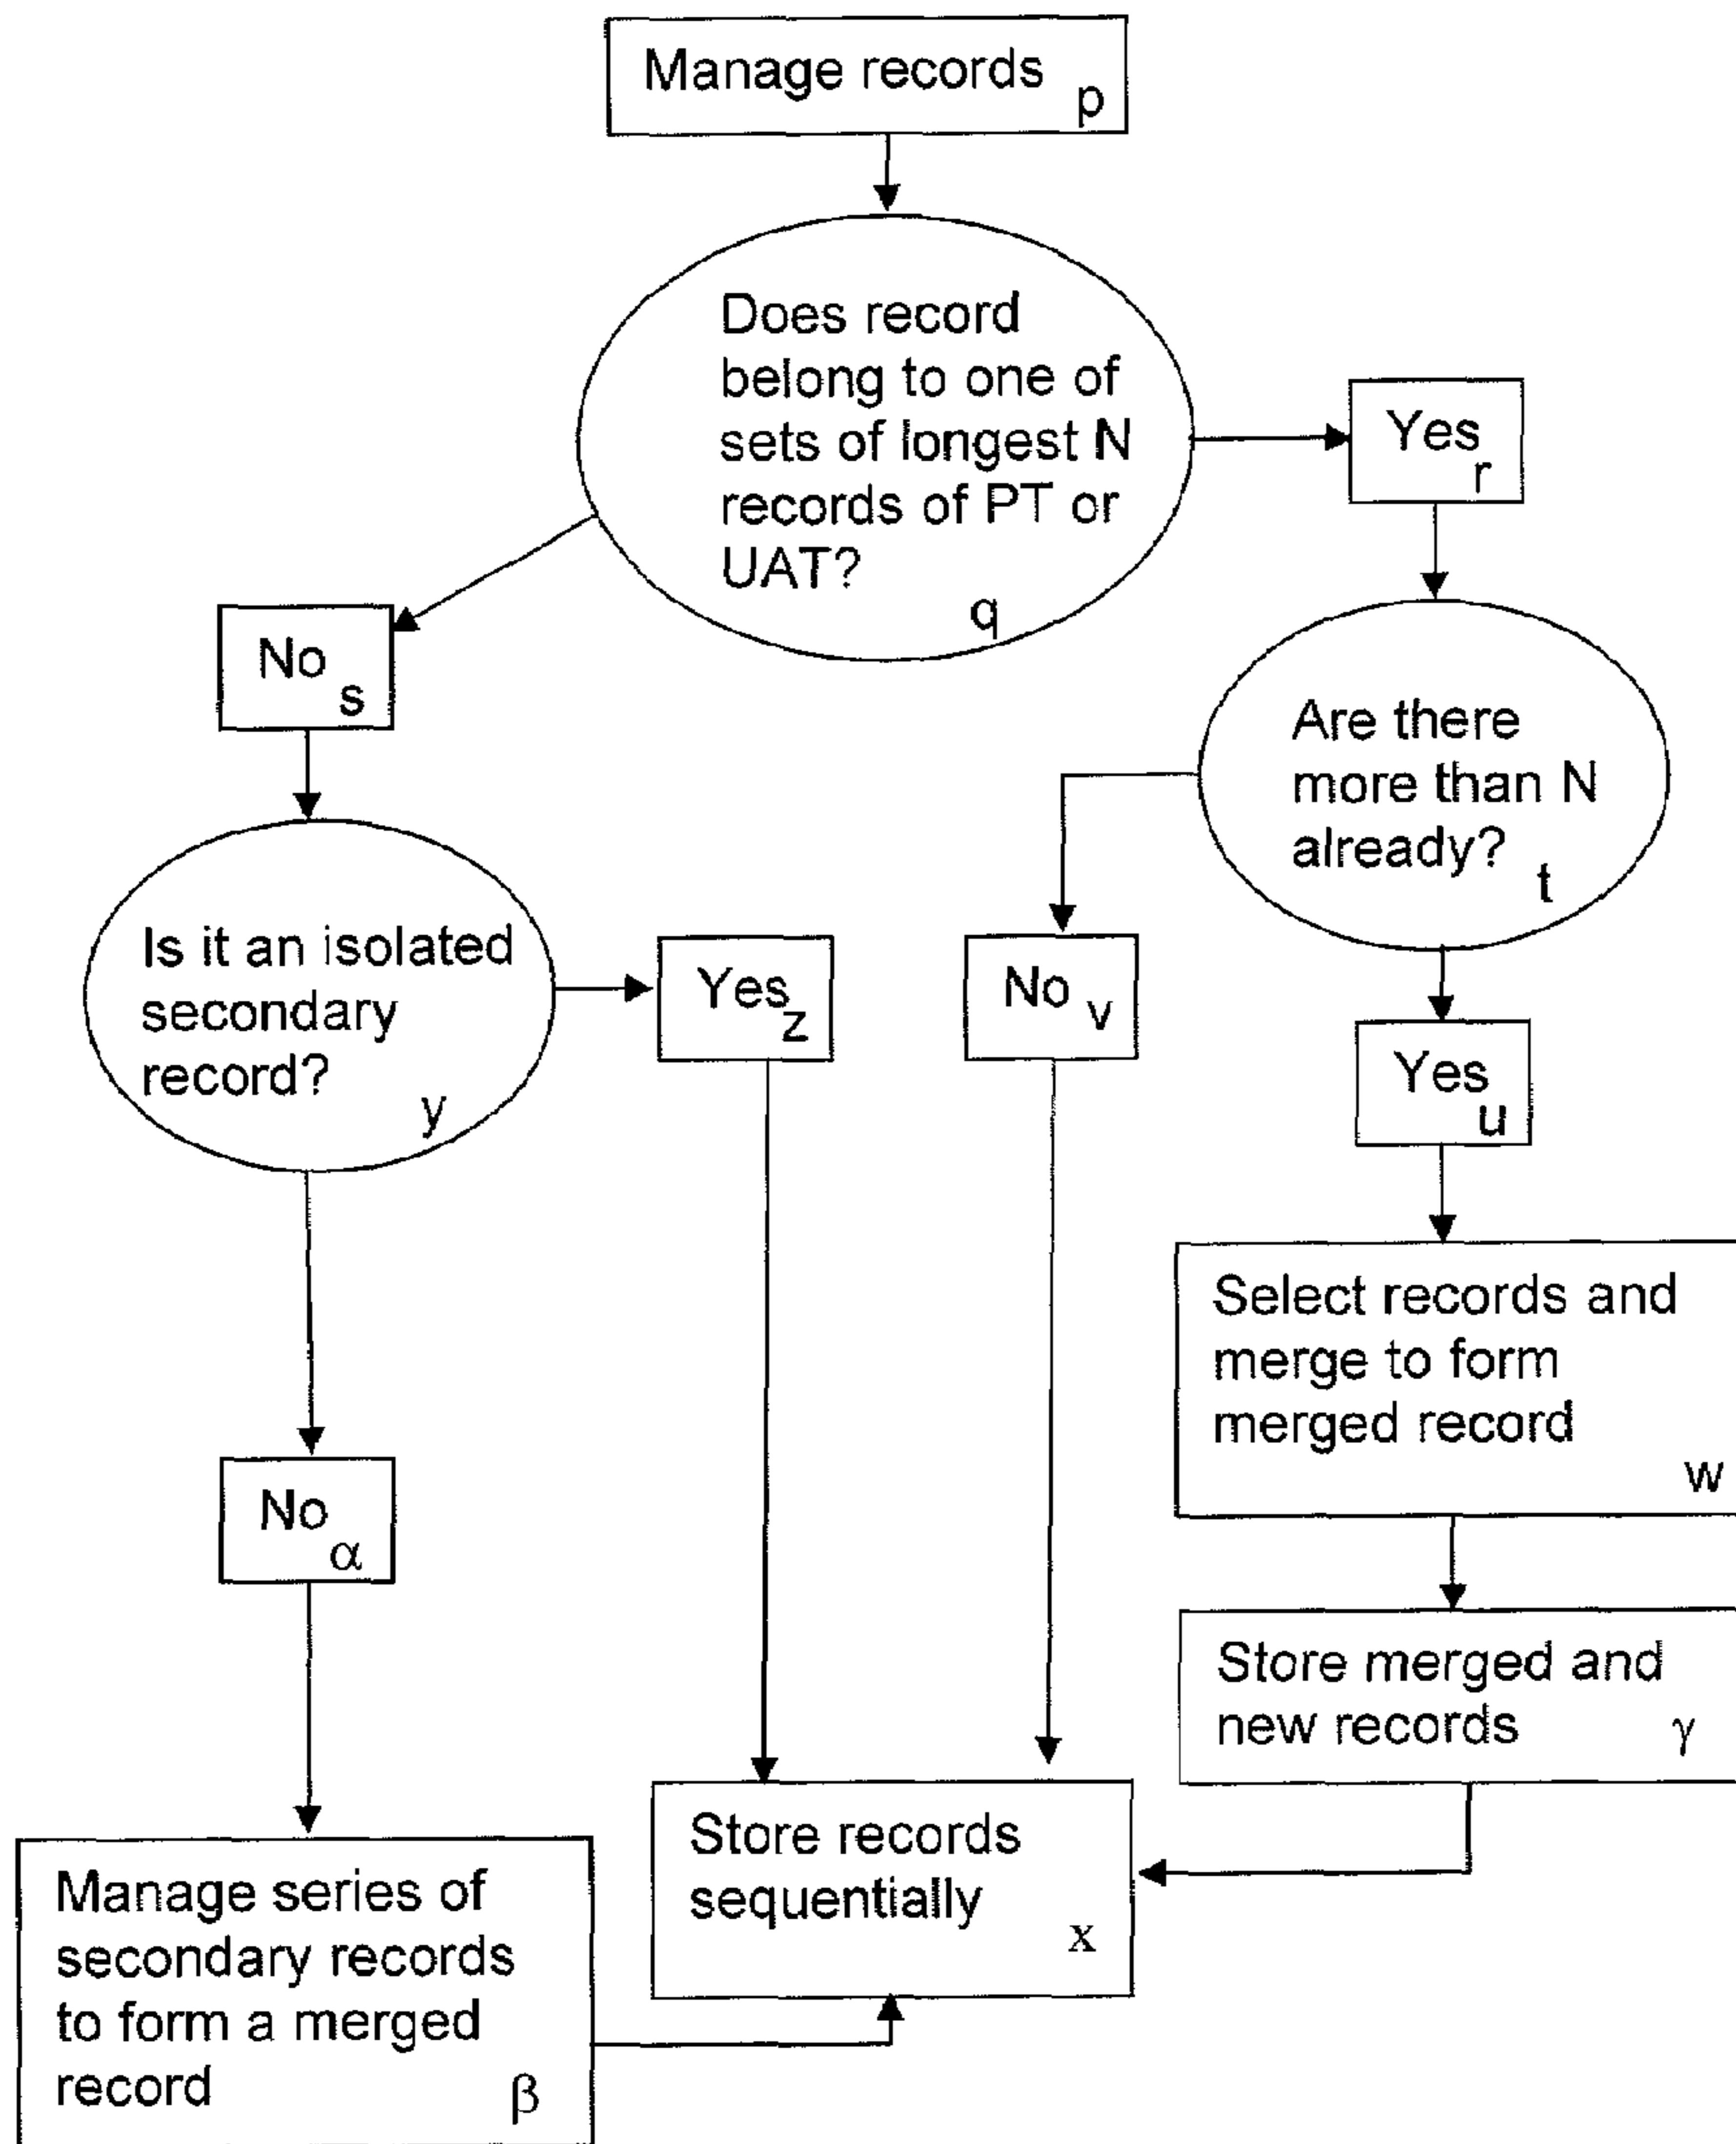 Manage records
p
Does record
belong to one of
sets of longest N
records of PT or
UAT?
q
Yes
r
No
s
Are there
more than N
already?
t
Is it an isolated
secondary
record?
y
Yes
z
No
v
Yes
u
Select records and
merge to form
merged record
w
No
α
Store merged and
new records
γ
Store records
sequentially
x
Manage series of
secondary records
to form a merged
record
β